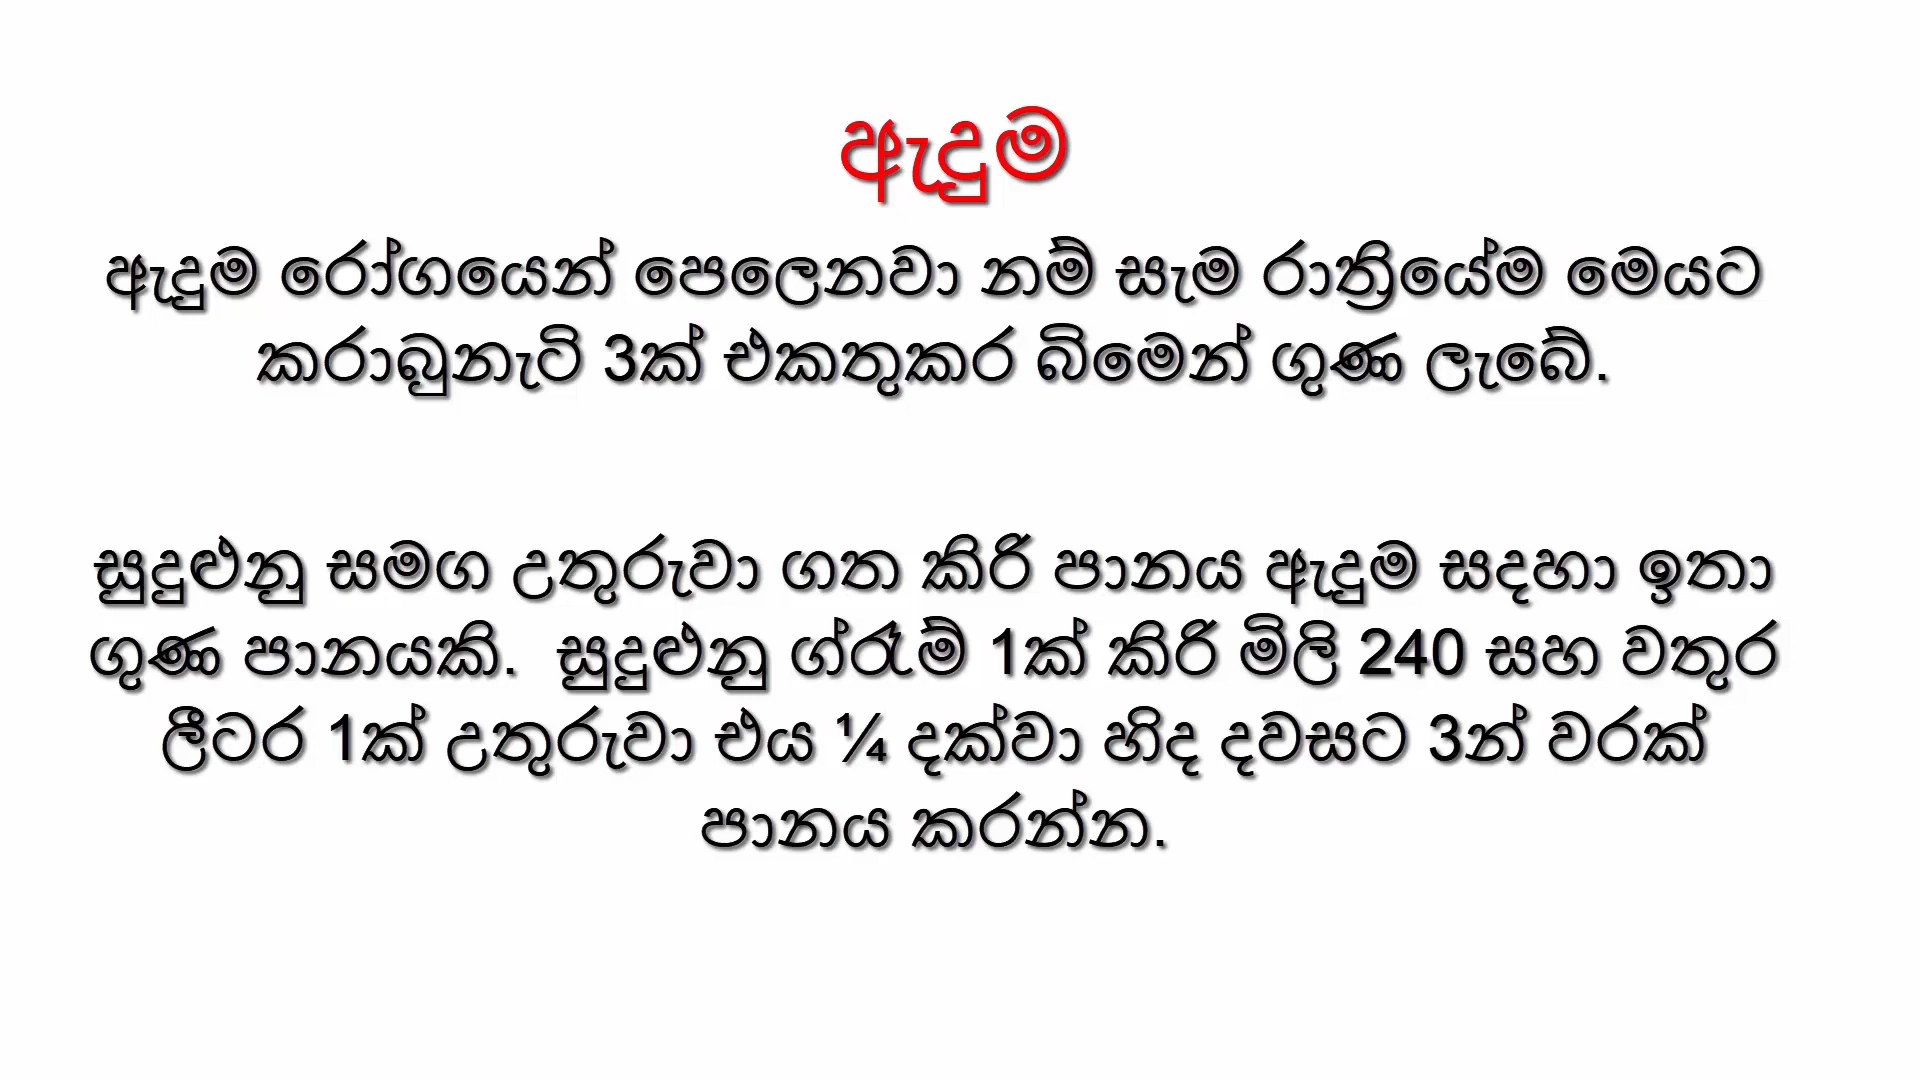 ඇදුම
ඇදුම රෝගයෙන් පෙලෙනවා නම් සැම රාත්‍රියේම මෙයට
කරාබුනැටි 3ක් එකතුකර බිමෙන් ගුණ ලැබේ.
සුදුළුනු සමග උතුරුවා ගත කිරි පානය ඇදුම සදහා ඉතා
ගුණ පානයකි. සුදුළුනු ග්රෑම් 1ක් කිරි මිලි 240 සහ වතුර
ලීටර 1ක් උතුරුවා එය ¼ දක්වා හිද දවසට 3න් වරක්
පානය කරන්න.